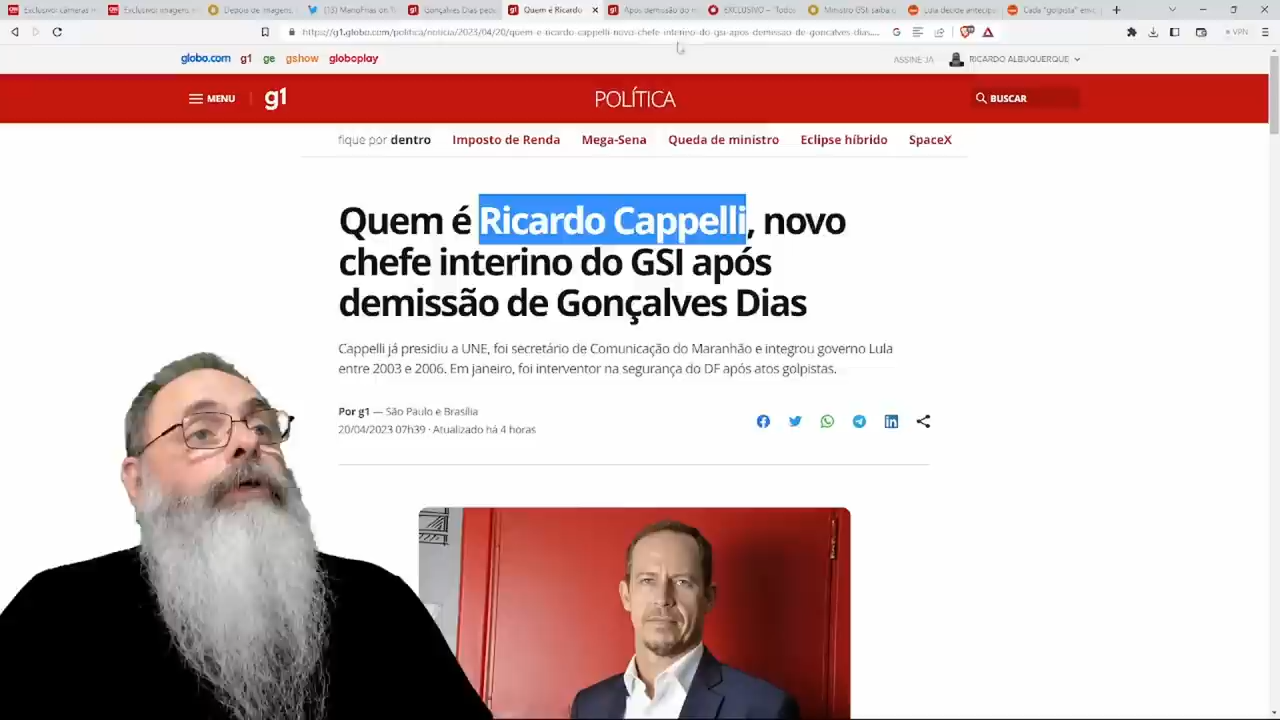 Exclusivo: câmeras m
Exclusivo: imagens m
Depois de imagens,
(13) ManoFrias on T
Gonçalves Dias pediu
Quem é Ricardo
Após demissão do m
EXCLUSIVO — Todos
Ministro GSI: saiba q
Lula decide antecipa
Cada "golpista" em
https://g1.globo.com/politica/noticia/2023/04/20/quem-e-ricardo-cappelli-novo-chefe-interino-do-gsi-apos-demissao-de-goncalves-dias....
VPN
globo.com g1 ge gshow globoplay
ASSINE JÁ
RICARDO ALBUQUERQUE
MENU
g1
POLÍTICA
BUSCAR
fique por dentro
Imposto de Renda
Mega-Sena
Queda de ministro
Eclipse híbrido
SpaceX
Quem é Ricardo Cappelli, novo
chefe interino do GSI após
demissão de Gonçalves Dias
Cappelli já presidiu a UNE, foi secretário de Comunicação do Maranhão e integrou governo Lula
entre 2003 e 2006. Em janeiro, foi interventor na segurança do DF após atos golpistas.
Por g1 — São Paulo e Brasília
20/04/2023 07h39 · Atualizado há 4 horas